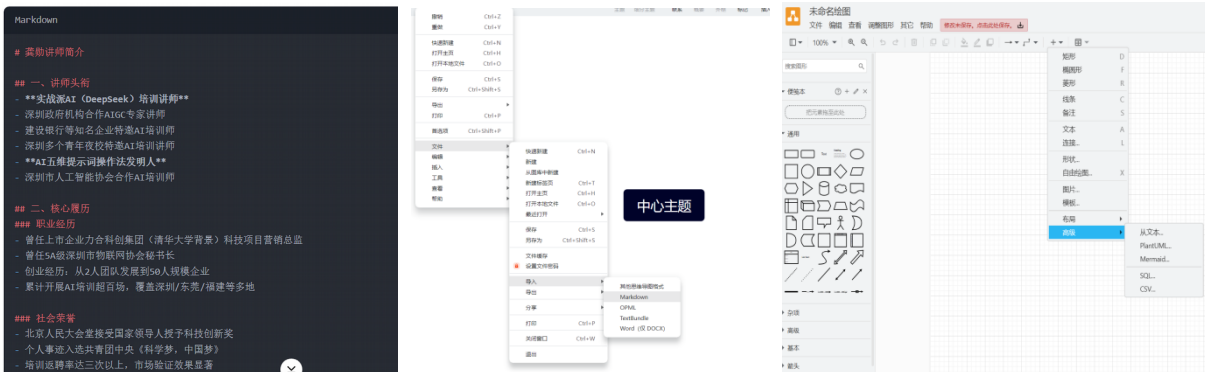 Markdown
# 龚勋讲师简介
## 一、讲师头衔
- **实战派AI（DeepSeek）培训讲师**
- 深圳政府机构合作AIGC专家讲师
- 建设银行等知名企业特邀AI培训师
- 深圳多个青年夜校特邀AI培训讲师
- **AI五维提示词操作法发明人**
- 深圳市人工智能协会合作AI培训师
## 二、核心履历
### 职业经历
- 曾任上市企业力合科创集团（清华大学背景）科技项目营销总监
- 曾任5A级深圳市物联网协会秘书长
- 创业经历：从2人团队发展到50人规模企业
- 累计开展AI培训超百场，覆盖深圳/东莞/福建等多地
### 社会荣誉
- 北京人民大会堂接受国家领导人授予科技创新奖
- 个人事迹入选共青团中央《科学梦，中国梦》
- 培训返聘率达三次以上，市场验证效果显著
撤销 Ctrl+Z
重做 Ctrl+Y
快速新建 Ctrl+N
打开主页 Ctrl+H
打开本地文件 Ctrl+O
保存 Ctrl+S
另存为 Ctrl+Shift+S
导出
打印 Ctrl+P
首选项 Ctrl+Shift+P
文件
编辑
插入
工具
查看
帮助
快速新建 Ctrl+N
新建
从图库中新建
新建标签页 Ctrl+T
打开主页 Ctrl+H
打开本地文件 Ctrl+O
最近打开
保存 Ctrl+S
另存为 Ctrl+Shift+S
文件缓存
设置文件密码
导入
导出
分享
打印 Ctrl+P
关闭窗口 Ctrl+W
退出
其他思维导图格式
Markdown
OPML
TextBundle
Word (仅 DOCX)
中心主题
未命名绘图
文件 编辑 查看 调整图形 其它 帮助 修改未保存。点击此处保存。
100%
搜索图形
便笺本
把元素拖至此处
通用
杂项
高级
基本
箭头
矩形 D
椭圆形 F
菱形 R
线条 C
备注 S
文本 A
连接... L
形状...
自由绘图... X
图片...
模板...
布局
高级
从文本...
PlantUML...
Mermaid...
SQL...
CSV...